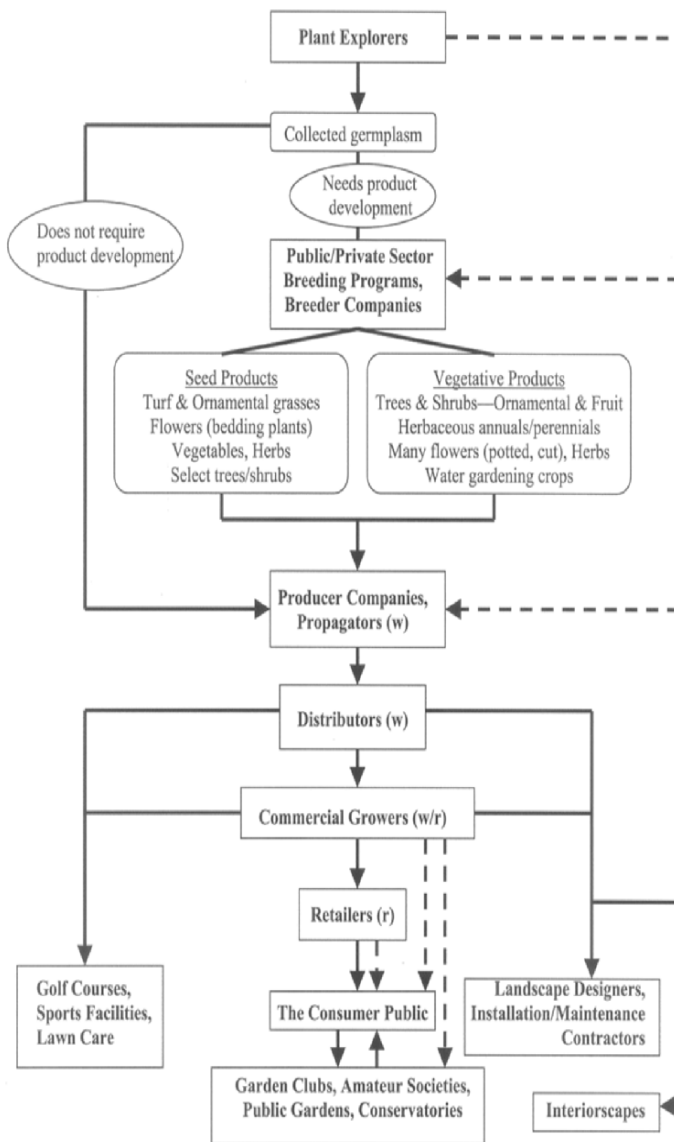 Plant Explorers
Collected germplasm
Needs product
development
Does not require
product development
Public/Private Sector
Breeding Programs,
Breeder Companies
Seed Products
Turf & Ornamental grasses
Flowers (bedding plants)
Vegetables, Herbs
Select trees/shrubs
Vegetative Products
Trees & Shrubs—Ornamental & Fruit
Herbaceous annuals/perennials
Many flowers (potted, cut), Herbs
Water gardening crops
Producer Companies,
Propagators (w)
Distributors (w)
Commercial Growers (w/r)
Retailers (r)
Golf Courses,
Sports Facilities,
Lawn Care
The Consumer Public
Landscape Designers,
Installation/Maintenance
Contractors
Garden Clubs, Amateur Societies,
Public Gardens, Conservatories
Interiorscapes